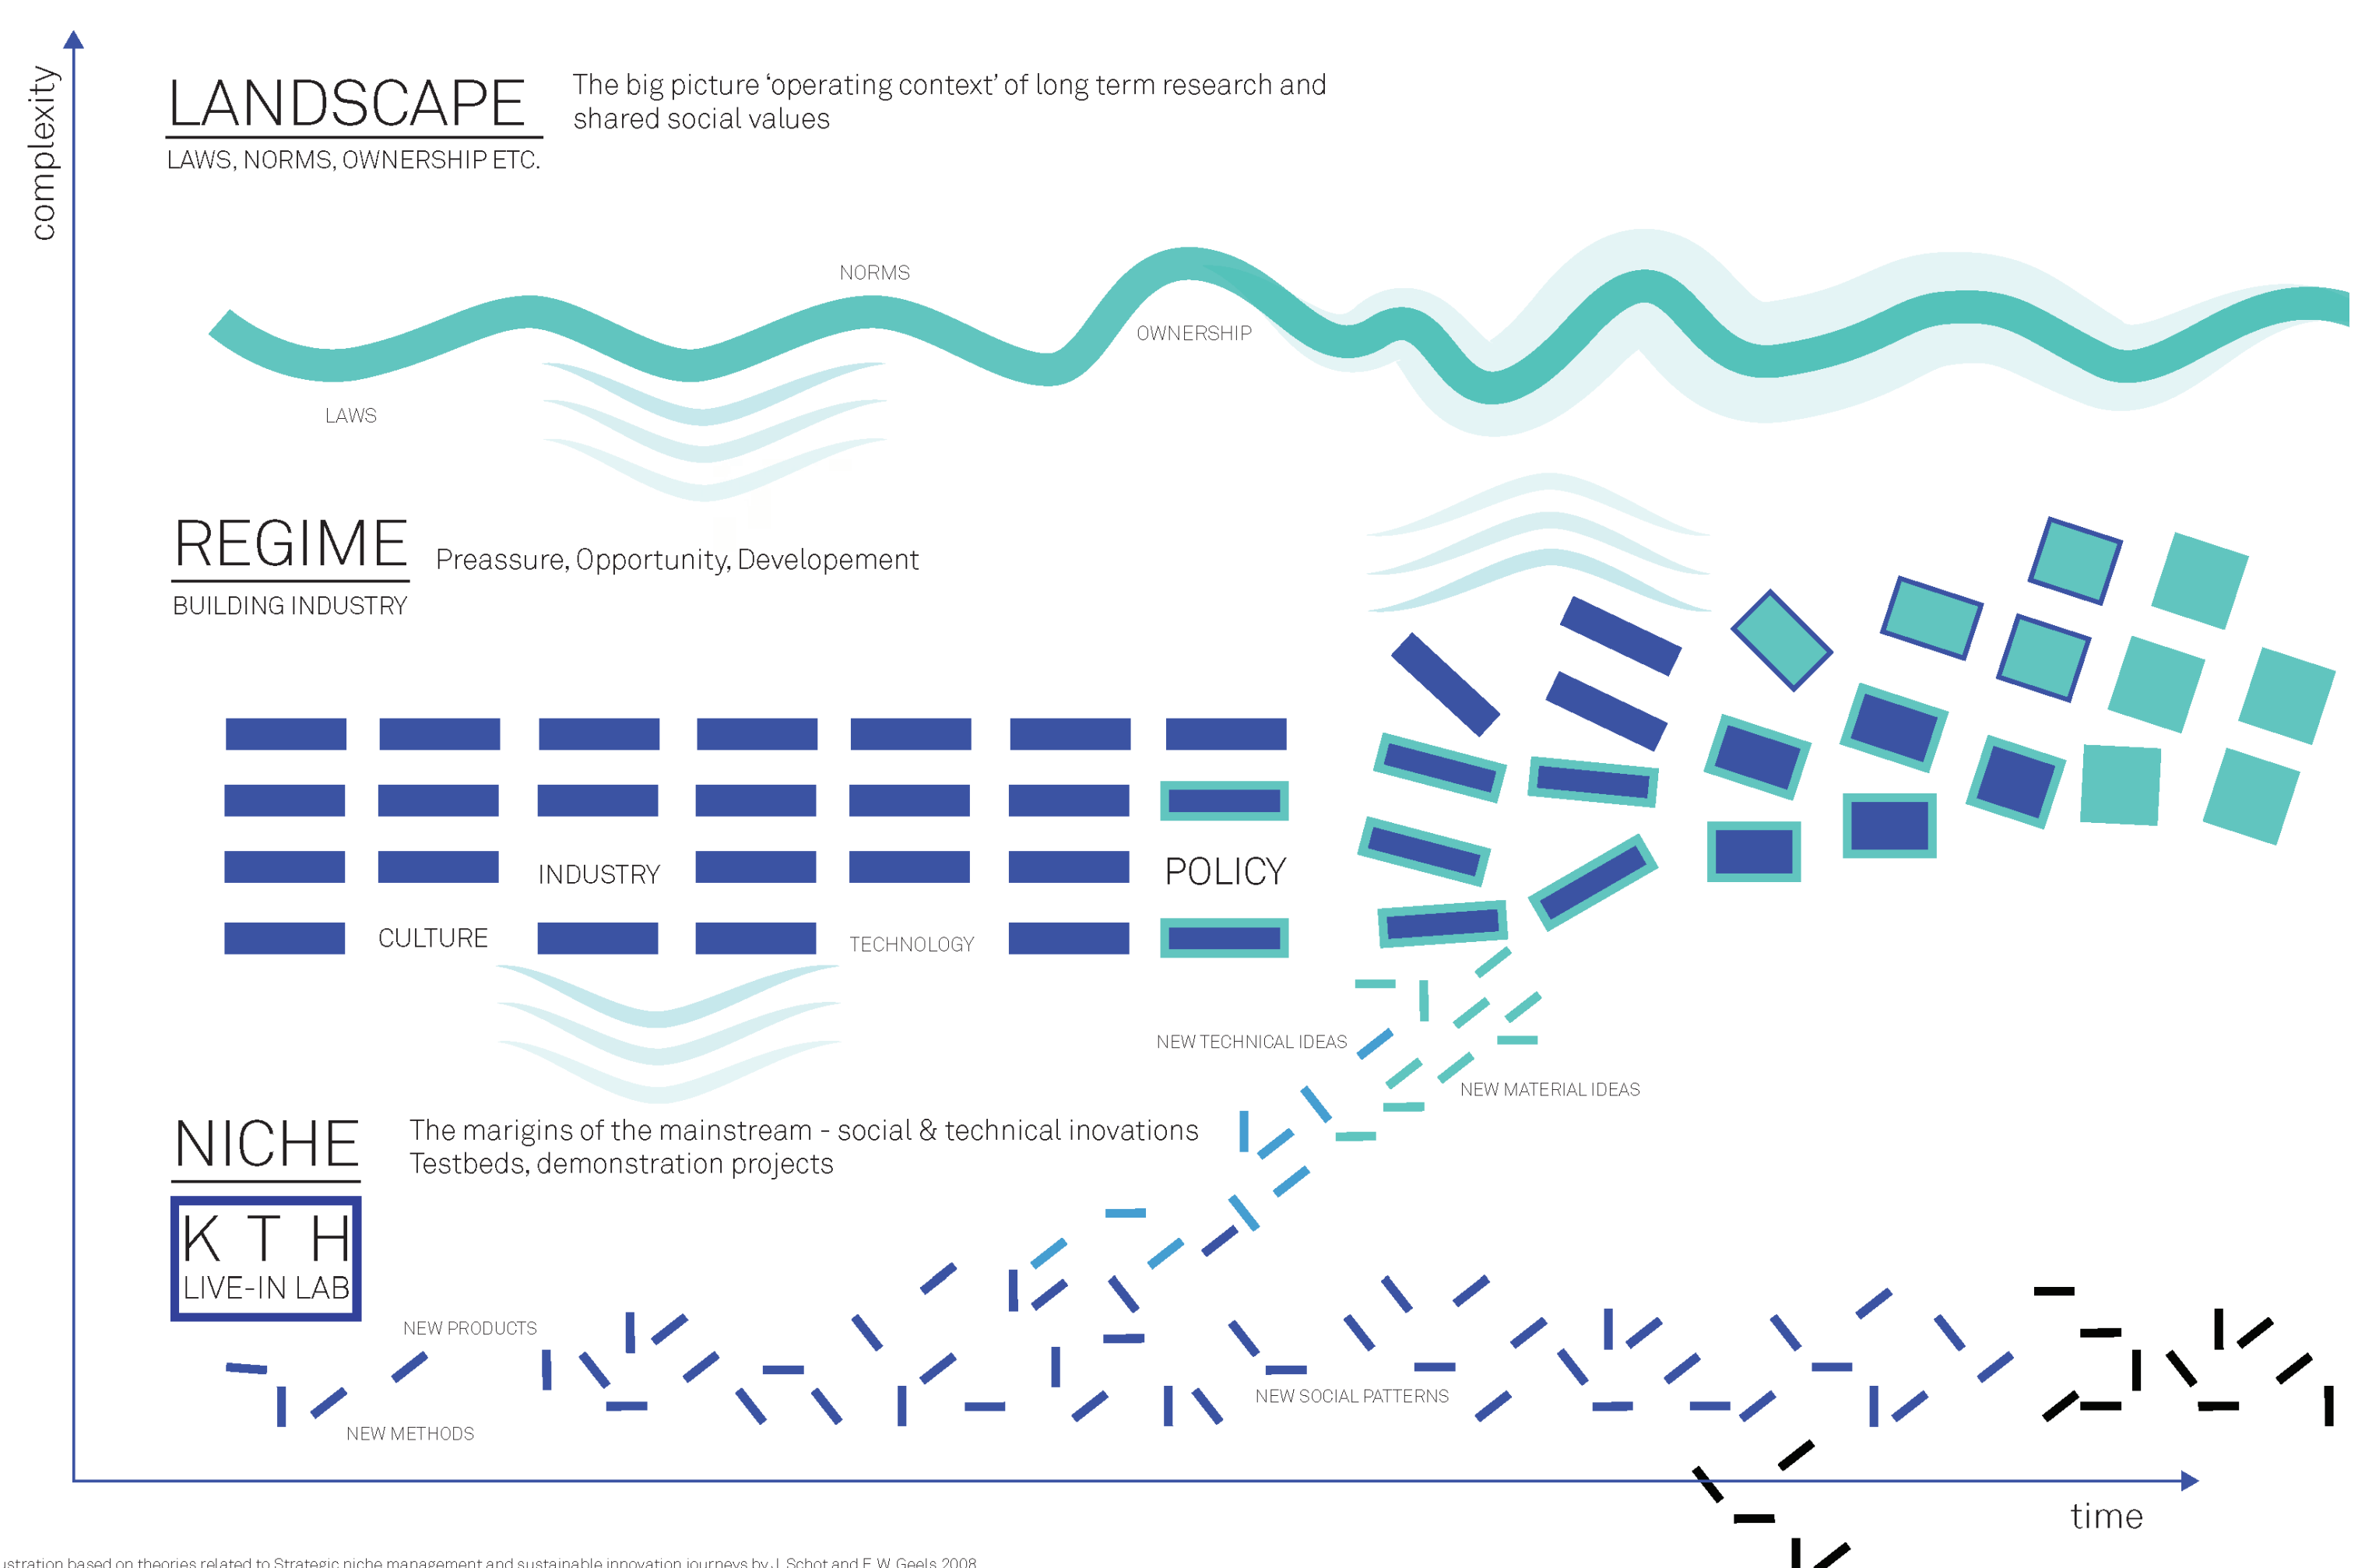 complexity
LANDSCAPE
LAWS, NORMS, OWNERSHIP ETC.
The big picture ‘operating context’ of long term research and
shared social values
NORMS
OWNERSHIP
LAWS
REGIME
BUILDING INDUSTRY
Preassure, Opportunity, Developement
INDUSTRY
POLICY
CULTURE
TECHNOLOGY
NEW TECHNICAL IDEAS
NEW MATERIAL IDEAS
NICHE
The marigins of the mainstream - social & technical inovations
Testbeds, demonstration projects
KTH
LIVE-IN LAB
NEW PRODUCTS
NEW SOCIAL PATTERNS
NEW METHODS
time
based on theories related to Strategic niche management and sustainable innovation journeys by J. Schot and F. W. Geels 2008